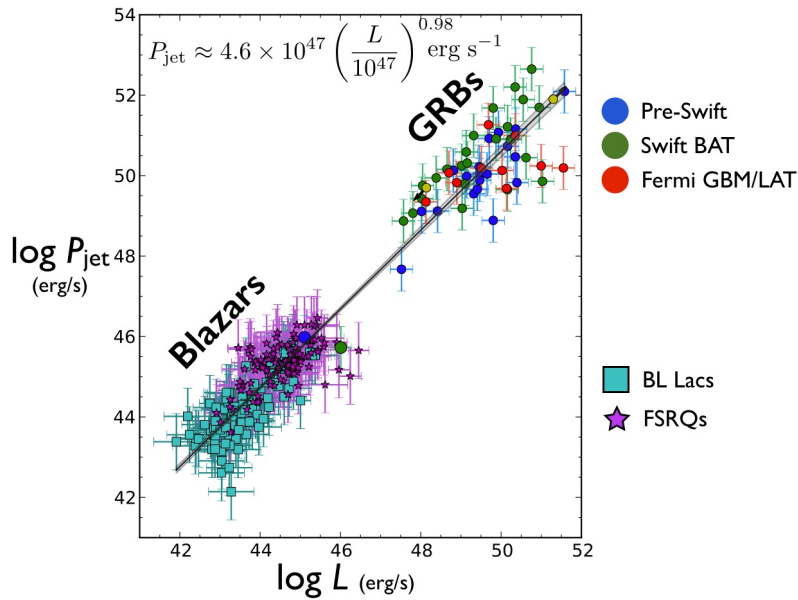 P_jet ≈ 4.6 × 10^47 (L / 10^47)^0.98 erg s^−1
GRBs
Blazars
Pre-Swift
Swift BAT
Fermi GBM/LAT
BL Lacs
FSRQs
log P_jet
(erg/s)
54
52
50
48
46
44
42
42 44 46 48 50 52
log L (erg/s)